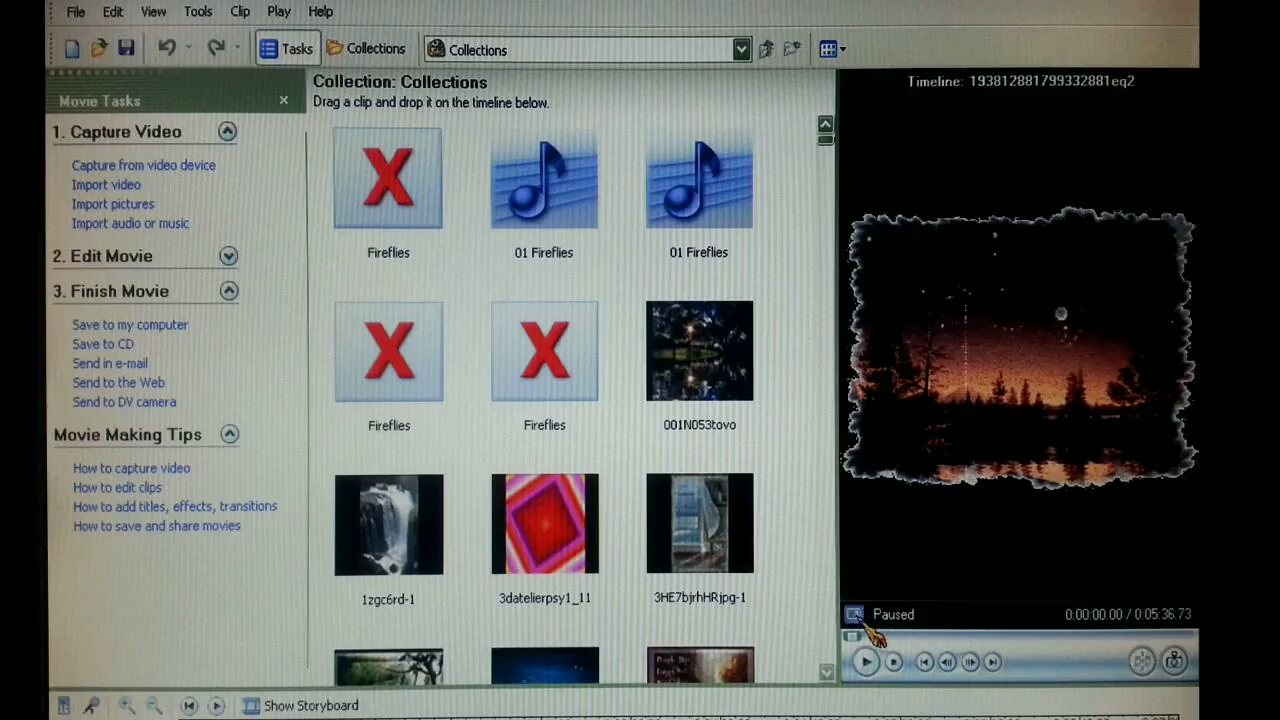 File Edit View Tools Clip Play Help
Tasks Collections Collections
Movie Tasks
1. Capture Video
Capture from video device
Import video
Import pictures
Import audio or music
2. Edit Movie
3. Finish Movie
Save to my computer
Save to CD
Send in e-mail
Send to the Web
Send to DV camera
Movie Making Tips
How to capture video
How to edit clips
How to add titles, effects, transitions
How to save and share movies
Collection: Collections
Drag a clip and drop it on the timeline below.
Fireflies 01 Fireflies 01 Fireflies
Fireflies Fireflies 001N053tovo
1zgc6rd-1 3datelierpsy1_11 3HE7bjrhHRjpg-1
Timeline: 193812881799332881eq2
Paused 0:00:00.00 / 0:05:36.73
Show Storyboard